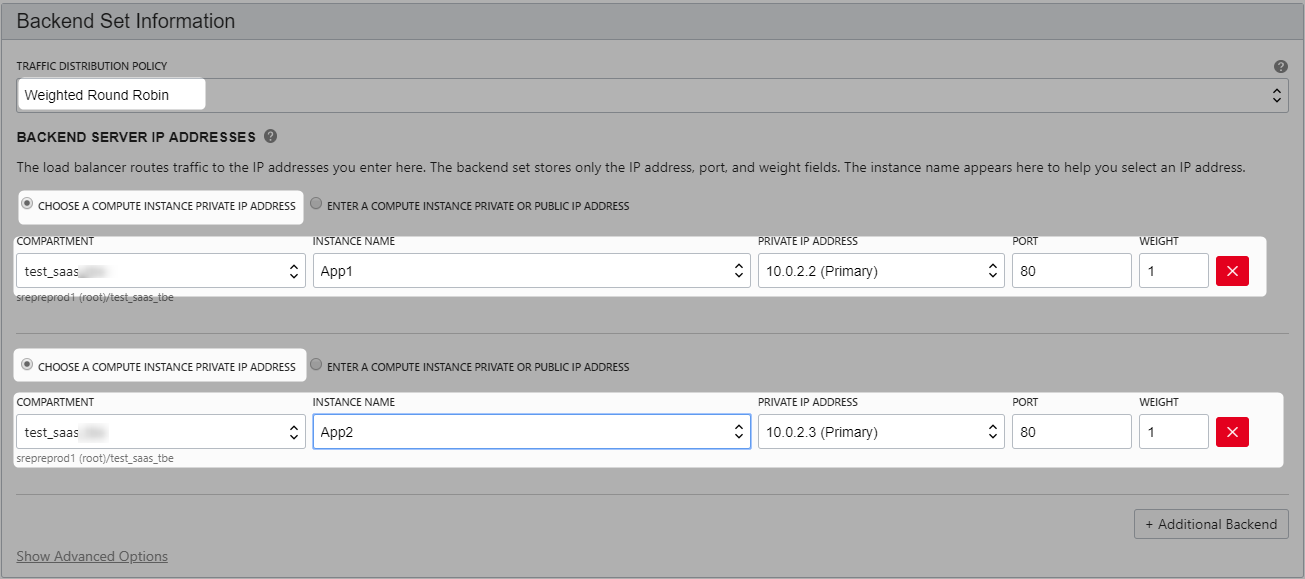 Backend Set Information
TRAFFIC DISTRIBUTION POLICY
Weighted Round Robin
BACKEND SERVER IP ADDRESSES
The load balancer routes traffic to the IP addresses you enter here. The backend set stores only the IP address, port, and weight fields. The instance name appears here to help you select an IP address.
CHOOSE A COMPUTE INSTANCE PRIVATE IP ADDRESS ENTER A COMPUTE INSTANCE PRIVATE OR PUBLIC IP ADDRESS
COMPARTMENT INSTANCE NAME PRIVATE IP ADDRESS PORT WEIGHT
test_saas App1 10.0.2.2 (Primary) 80 1
srepreprod1 (root)/test_saas_tbe
CHOOSE A COMPUTE INSTANCE PRIVATE IP ADDRESS ENTER A COMPUTE INSTANCE PRIVATE OR PUBLIC IP ADDRESS
COMPARTMENT INSTANCE NAME PRIVATE IP ADDRESS PORT WEIGHT
test_saas App2 10.0.2.3 (Primary) 80 1
srepreprod1 (root)/test_saas_tbe
+ Additional Backend
Show Advanced Options